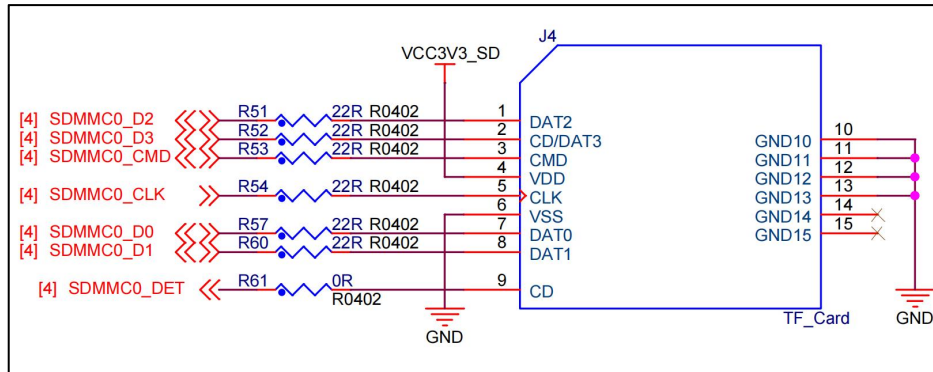 J4
VCC3V3_SD
[4] SDMMC0_D2 R51 22R R0402 1 DAT2
[4] SDMMC0_D3 R52 22R R0402 2 CD/DAT3 GND10 10
[4] SDMMC0_CMD R53 22R R0402 3 CMD GND11 11
4 VDD GND12 12
[4] SDMMC0_CLK R54 22R R0402 5 CLK GND13 13
6 VSS GND14 14
[4] SDMMC0_D0 R57 22R R0402 7 DAT0 GND15 15
[4] SDMMC0_D1 R60 22R R0402 8 DAT1
[4] SDMMC0_DET R61 0R 9 CD
R0402
TF_Card
GND
GND